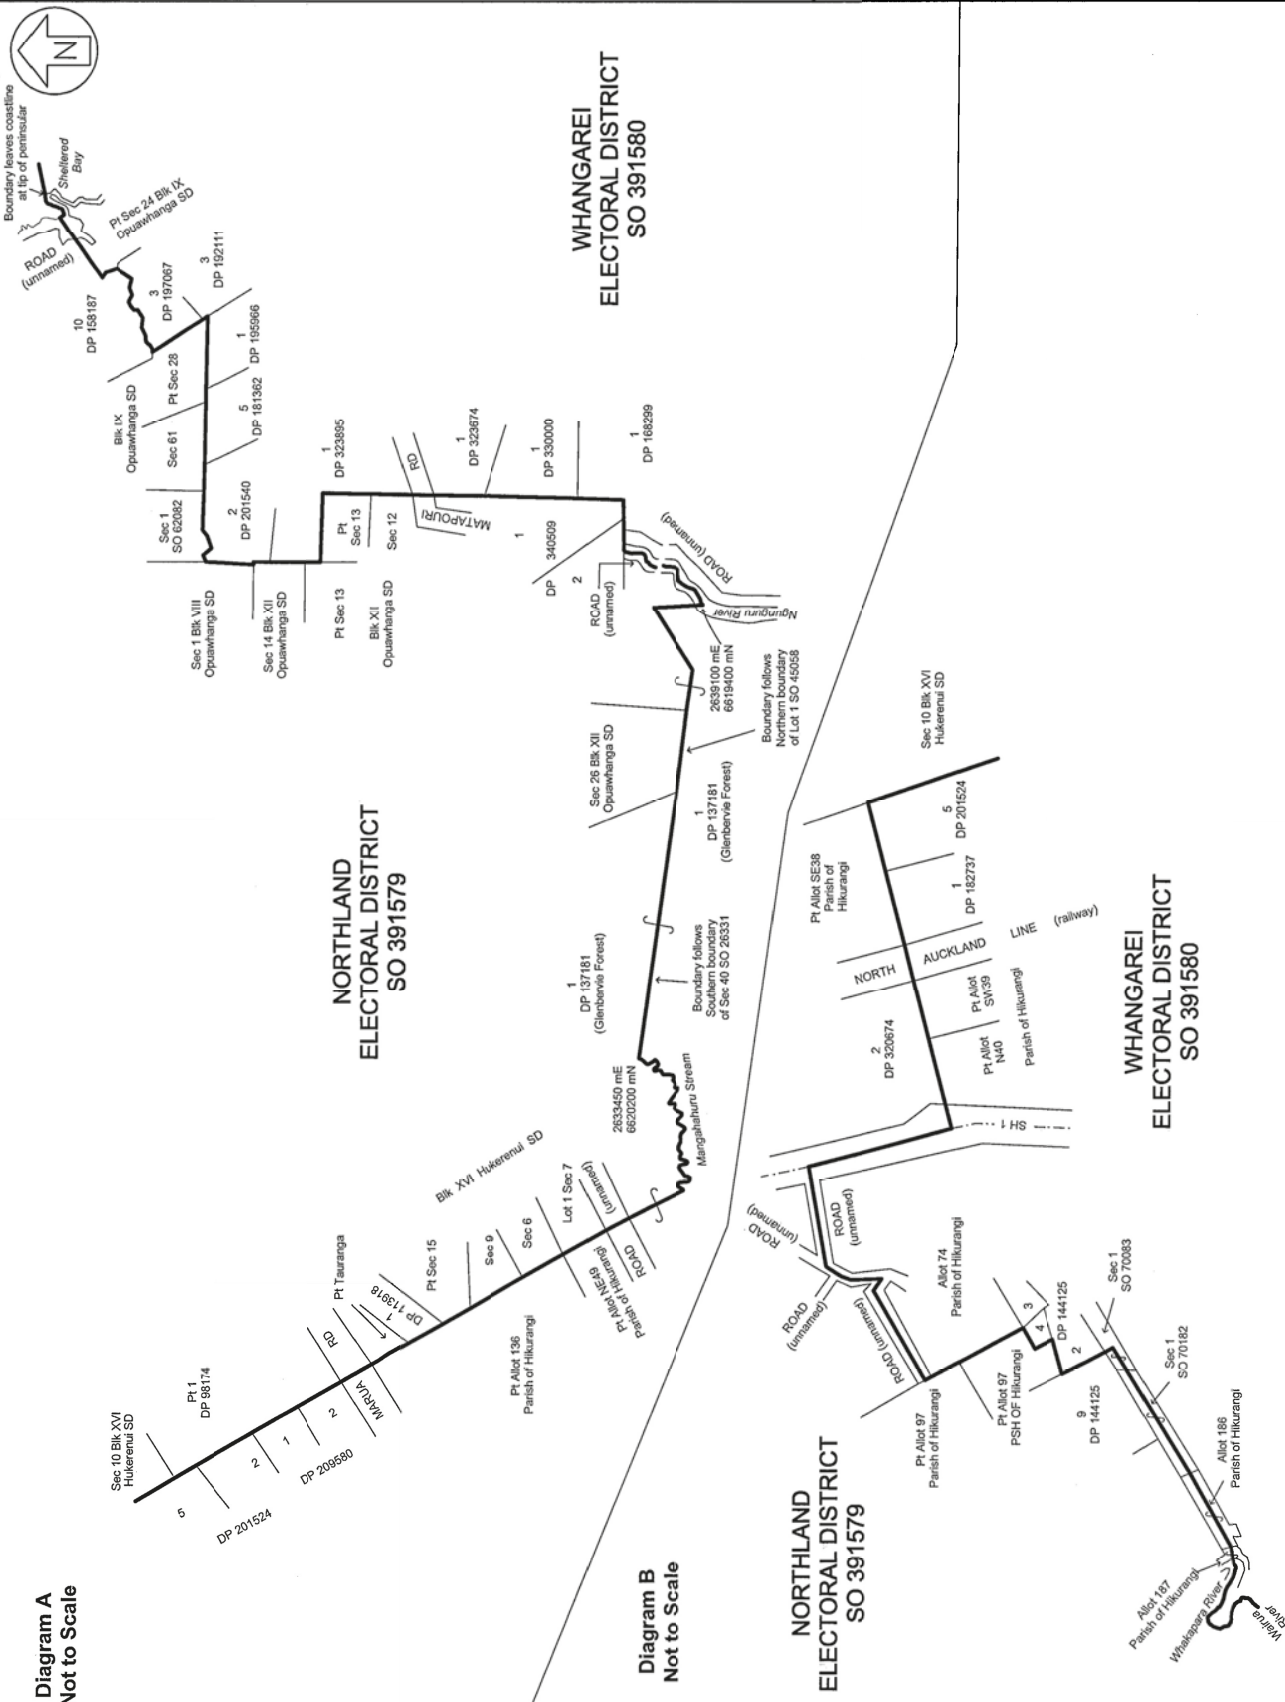 Diagram A
Not to Scale
N
Boundary leaves coastline
at tip of peninsular
Sheltered
Bay
ROAD
(unnamed)
Pt Sec 24 Blk IX
Opuawhanga SD
10
DP 158187
3
DP 197067
3
DP 192111
Blk IX
Opuawhanga SD
Pt Sec 28
1
DP 195966
Sec 61
5
DP 181362
Sec 1
SO 62082
2
DP 201540
Sec 1 Blk VIII
Opuawhanga SD
Sec 14 Blk XII
Opuawhanga SD
Pt Sec 13
Blk XI
Opuawhanga SD
Pt
Sec 13
Sec 12
1
DP 323895
MATAPOURI
RD
1
DP 323674
1
DP 330000
1
DP 168299
1
DP 340509
2
ROAD
(unnamed)
ROAD (unnamed)
Ngunguru River
2639100 mE
6619400 mN
Boundary follows
Northern boundary
of Lot 1 SO 45058
Sec 26 Blk XII
Opuawhanga SD
1
DP 137181
(Glenbervie Forest)
1
DP 137181
(Glenbervie Forest)
Boundary follows
Southern boundary
of Sec 40 SO 26331
2633450 mE
6620200 mN
Mangahahuru Stream
WHANGAREI
ELECTORAL DISTRICT
SO 391580
NORTHLAND
ELECTORAL DISTRICT
SO 391579
Blk XVI Hukerenui SD
Lot 1 Sec 7
(unnamed)
ROAD
Pt Allot NE49
Parish of Hikurangi
Sec 6
Sec 9
Pt Sec 15
DP 113918
1
Pt Tauranga
MARUA
RD
Pt Allot 136
Parish of Hikurangi
Pt 1
DP 98174
2
1
2
DP 209580
Sec 10 Blk XVI
Hukerenui SD
5
DP 201524
Diagram B
Not to Scale
Sec 10 Blk XVI
Hukerenui SD
5
DP 201524
Pt Allot SE38
Parish of
Hikurangi
1
DP 182737
NORTH
AUCKLAND
LINE
(railway)
Pt Allot
SW39
Pt Allot
N40
Parish of Hikurangi
2
DP 320674
SH 1
ROAD
(unnamed)
ROAD
(unnamed)
ROAD
(unnamed)
ROAD (unnamed)
Allot 74
Parish of Hikurangi
Pt Allot 97
Parish of Hikurangi
Pt Allot 97
PSH OF Hikurangi
3
4
DP 144125
2
9
DP 144125
Sec 1
SO 70083
Sec 1
SO 70182
Allot 186
Parish of Hikurangi
Allot 187
Parish of Hikurangi
Whakapara River
Wairua
River
NORTHLAND
ELECTORAL DISTRICT
SO 391579
WHANGAREI
ELECTORAL DISTRICT
SO 391580